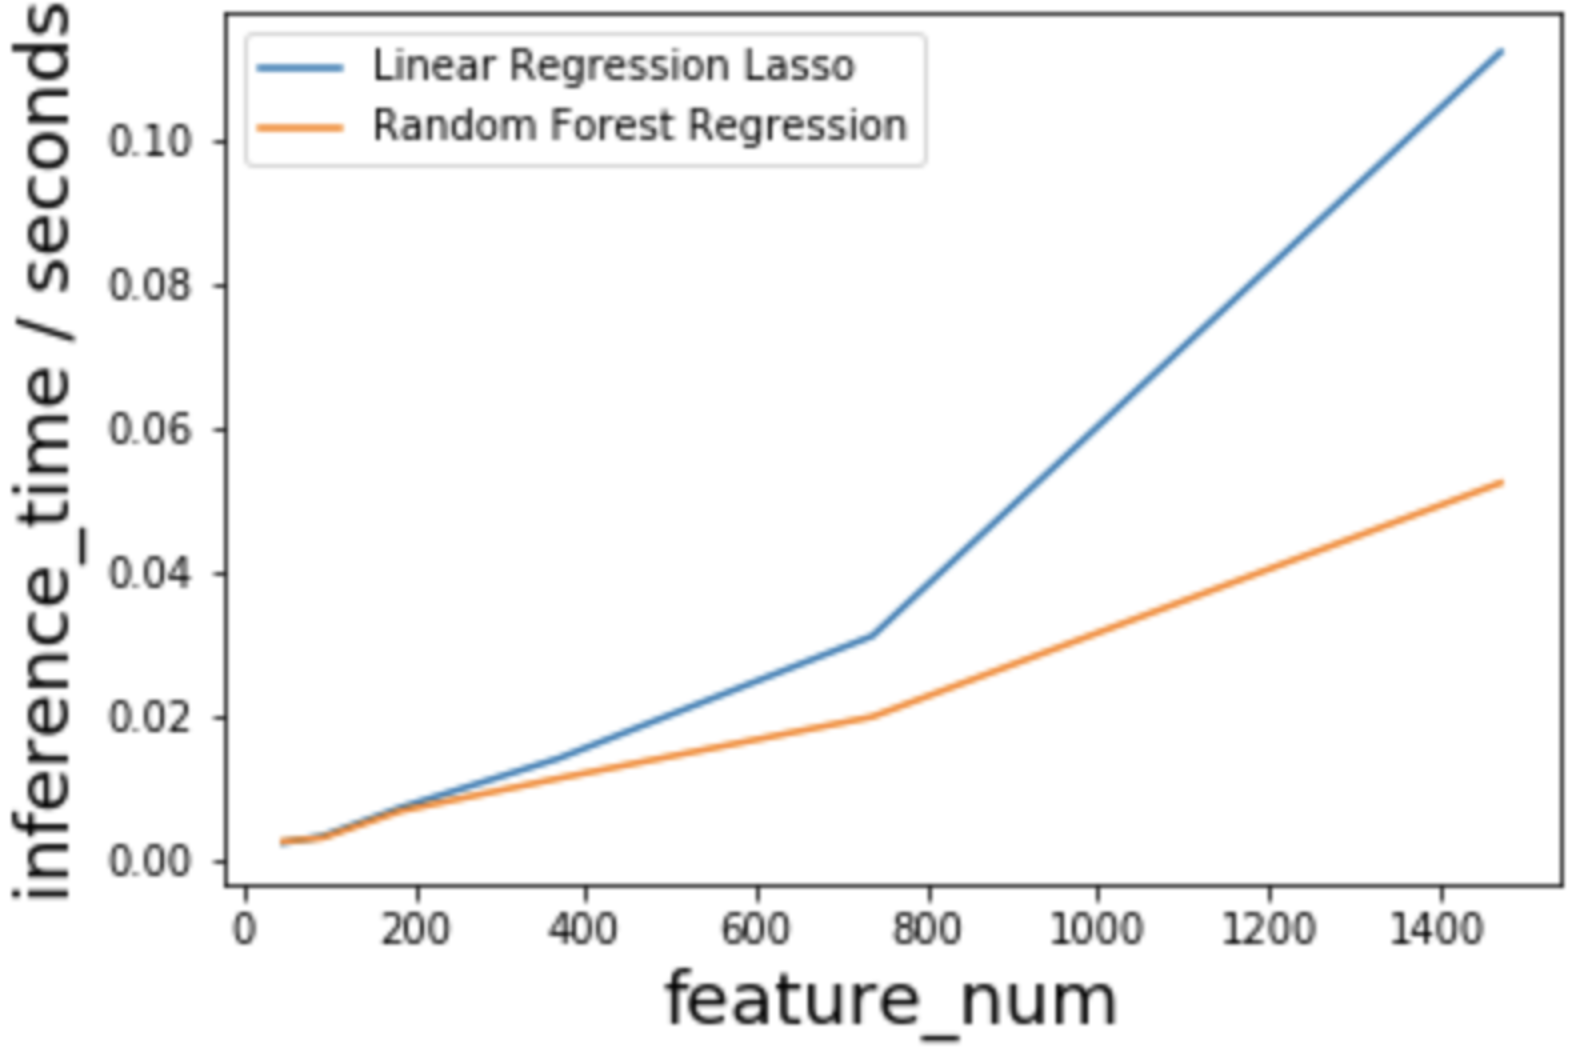 inference_time / seconds
Linear Regression Lasso
Random Forest Regression
0.10
0.08
0.06
0.04
0.02
0.00
0 200 400 600 800 1000 1200 1400
feature_num